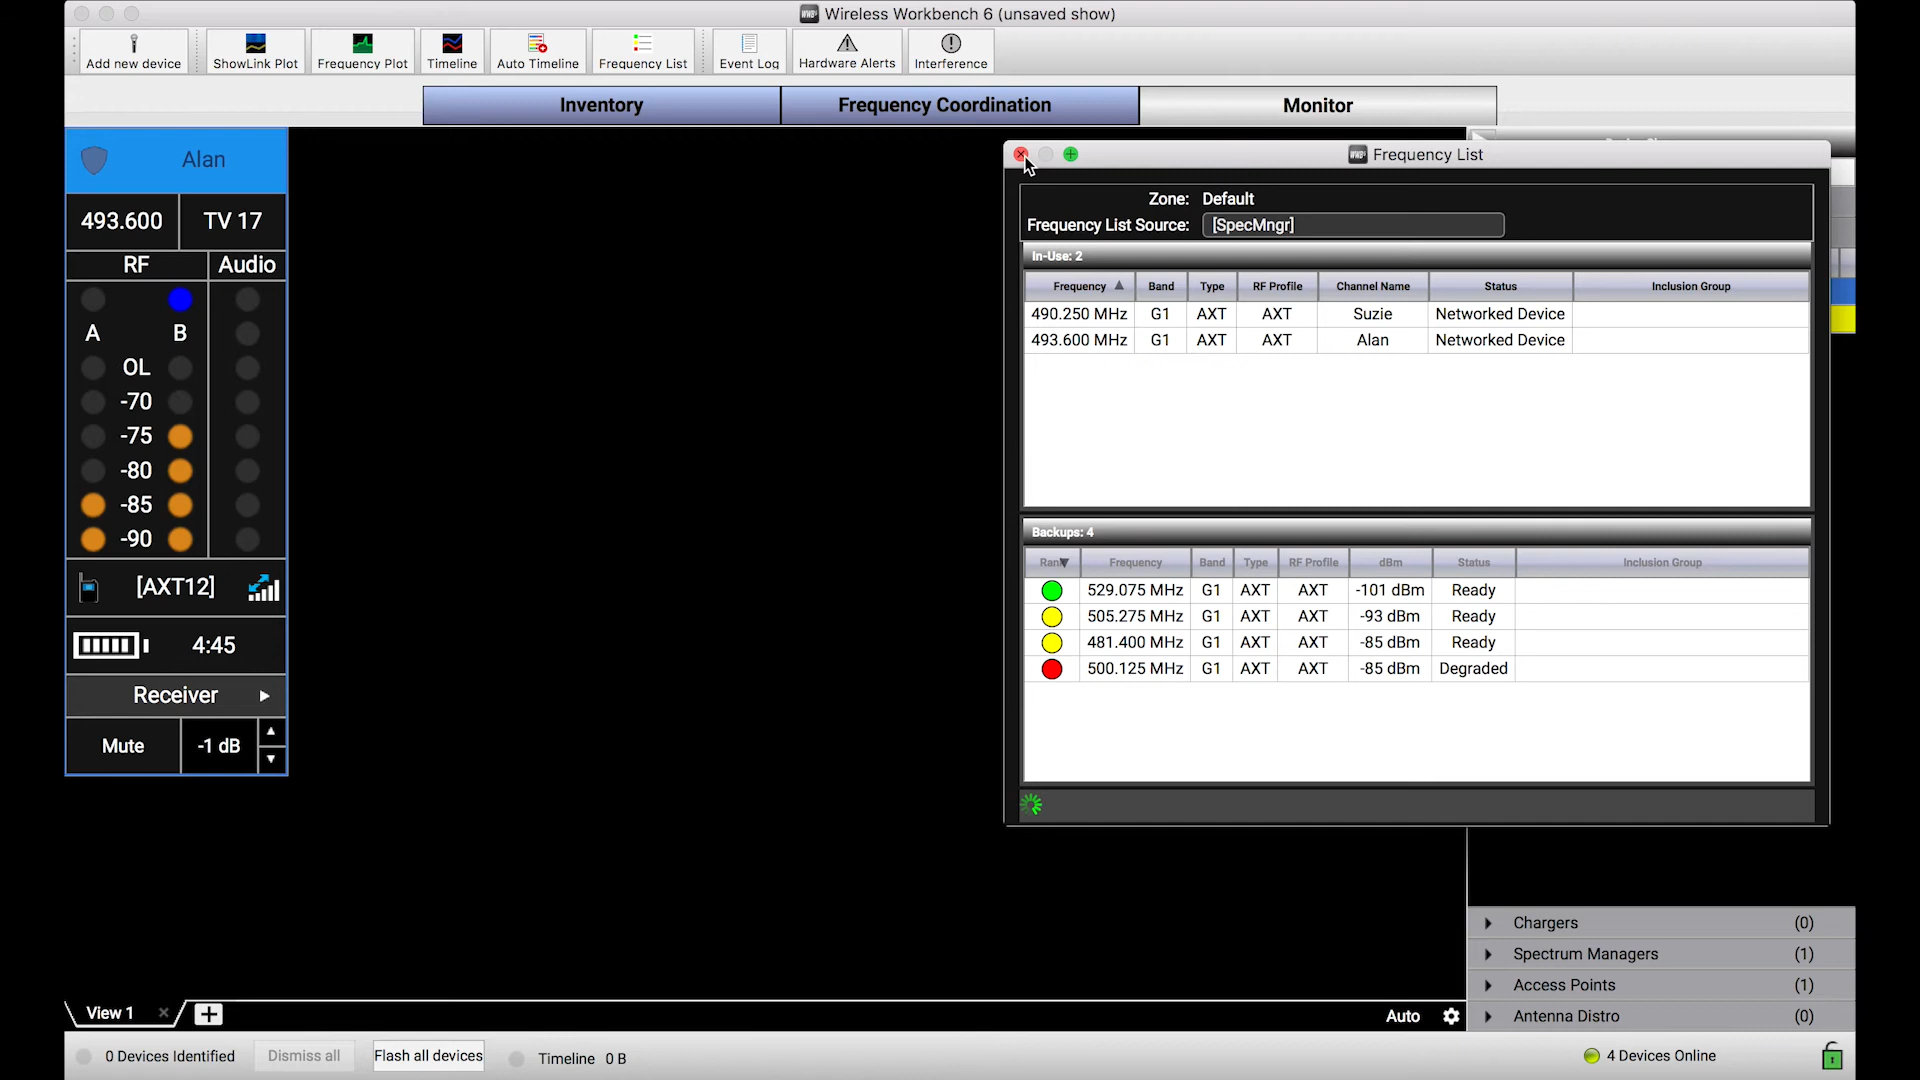 Wireless Workbench 6 (unsaved show)
Add new device
ShowLink Plot
Frequency Plot
Timeline
Auto Timeline
Frequency List
Event Log
Hardware Alerts
Interference
Inventory
Frequency Coordination
Monitor
Alan
493.600 TV 17
RF Audio
A B
OL
-70
-75
-80
-85
-90
[AXT12]
4:45
Receiver
Mute -1 dB
Frequency List
Zone: Default
Frequency List Source: [SpecMngr]
In-Use: 2
Frequency Band Type RF Profile Channel Name Status Inclusion Group
490.250 MHz G1 AXT AXT Suzie Networked Device
493.600 MHz G1 AXT AXT Alan Networked Device
Backups: 4
Rank Frequency Band Type RF Profile dBm Status Inclusion Group
529.075 MHz G1 AXT AXT -101 dBm Ready
505.275 MHz G1 AXT AXT -93 dBm Ready
481.400 MHz G1 AXT AXT -85 dBm Ready
500.125 MHz G1 AXT AXT -85 dBm Degraded
Chargers (0)
Spectrum Managers (1)
Access Points (1)
Antenna Distro (0)
View 1
Auto
0 Devices Identified Dismiss all Flash all devices Timeline 0 B
4 Devices Online